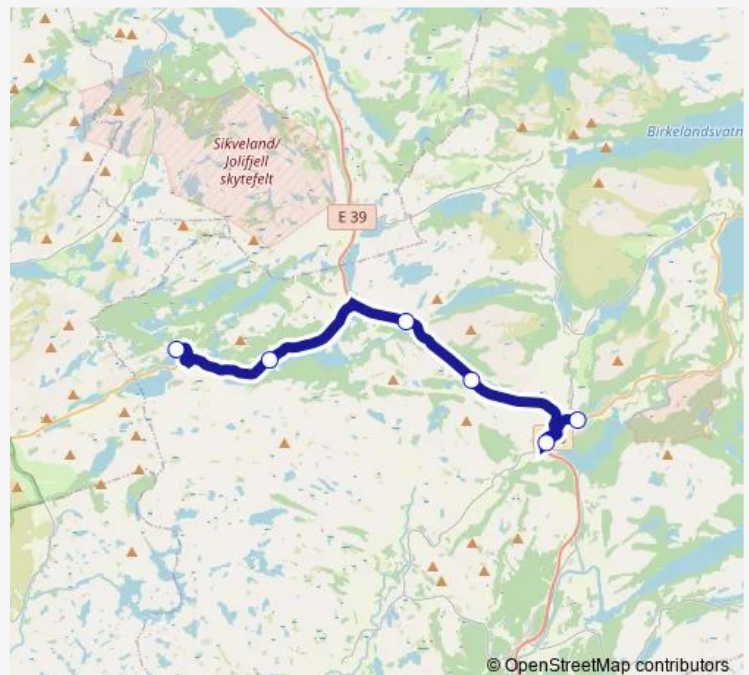 Birkelandsvatn
Sikveland/
Jolifjell
skytefelt
E 39
© OpenStreetMap contributors